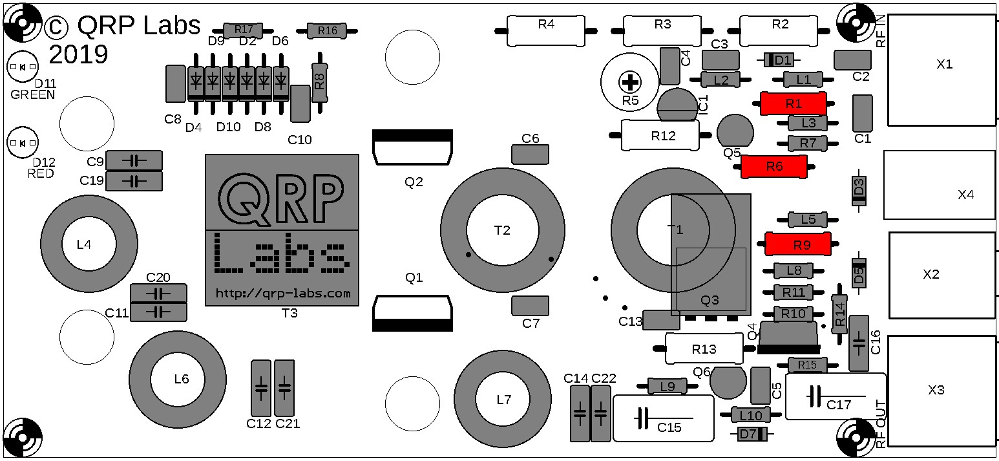 © QRP Labs
2019
R17
R16
D9
D2
D6
R4
R3
R2
RF IN
X1
D11
GREEN
C8
D4
D10
D8
R8
C10
R5
C4
C3
D1
C2
L2
L1
IC1
R1
L3
C1
R12
Q5
R7
R6
D12
RED
C9
C19
Q2
C6
D3
X4
QRP
Labs
http://qrp-labs.com
T3
L4
T2
T1
L5
R9
L8
D5
X2
C20
C11
Q1
C7
C13
Q3
R11
R10
R14
Q4
C16
R13
R15
L6
C12
C21
L7
C14
C22
Q6
L9
C5
C15
L10
D7
C17
X3
RF OUT